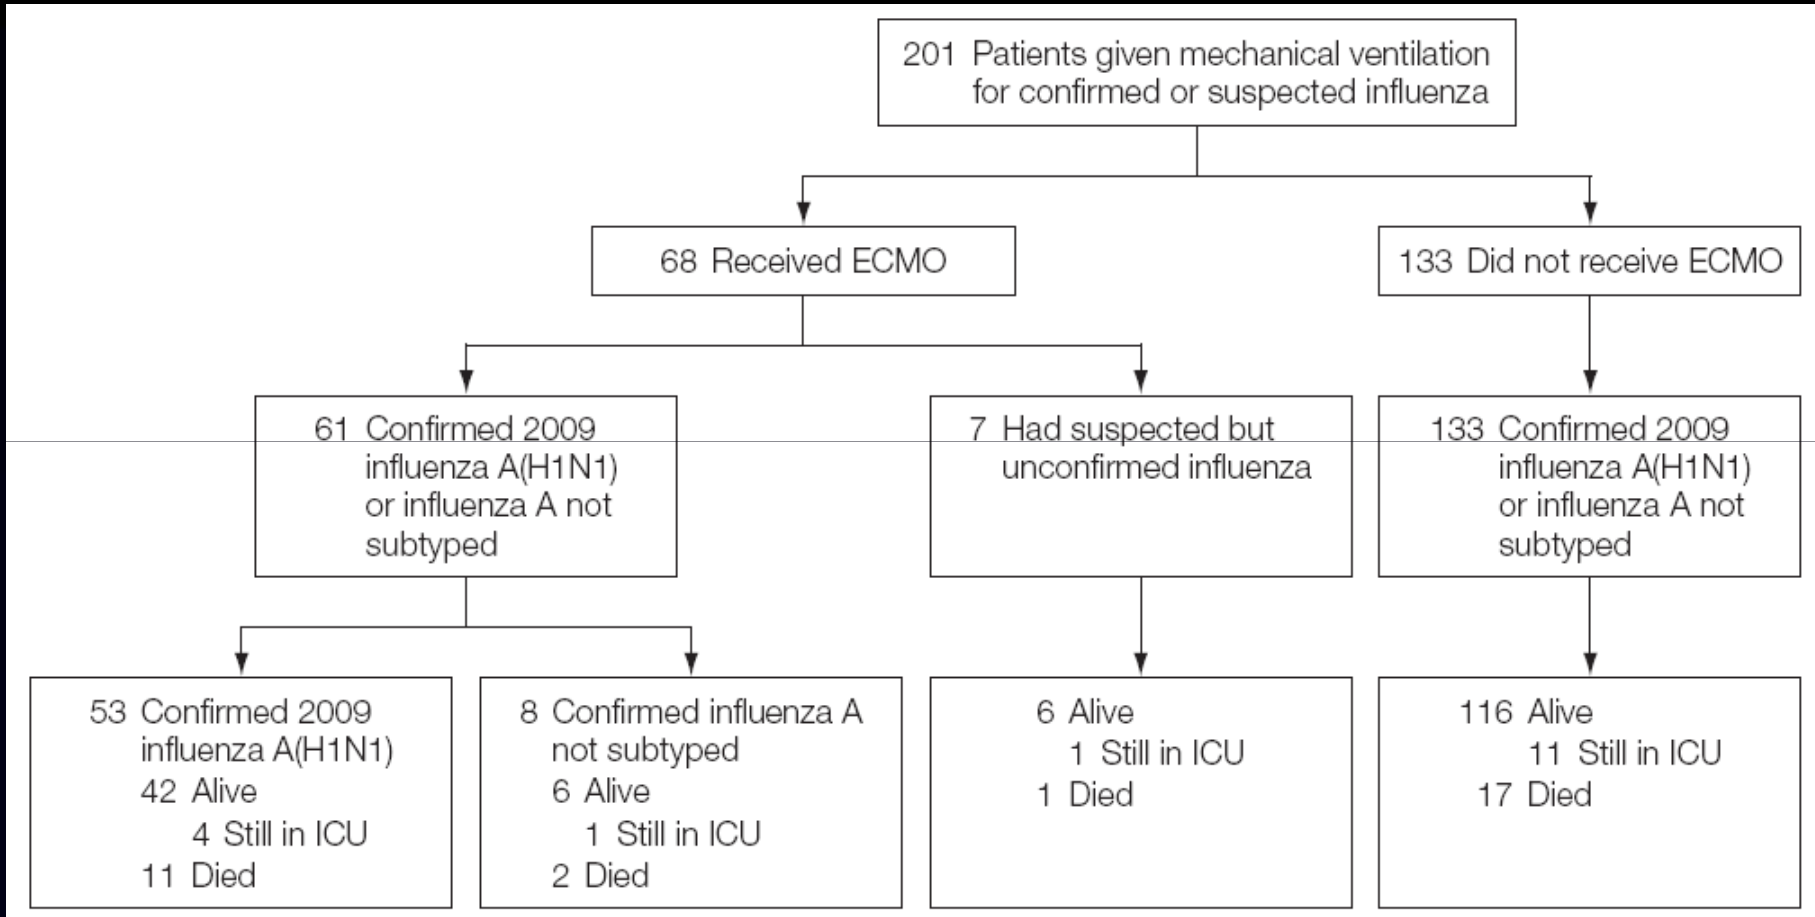 201 Patients given mechanical ventilation
for confirmed or suspected influenza
68 Received ECMO
133 Did not receive ECMO
61 Confirmed 2009
influenza A(H1N1)
or influenza A not
subtyped
7 Had suspected but
unconfirmed influenza
133 Confirmed 2009
influenza A(H1N1)
or influenza A not
subtyped
53 Confirmed 2009
influenza A(H1N1)
42 Alive
4 Still in ICU
11 Died
8 Confirmed influenza A
not subtyped
6 Alive
1 Still in ICU
2 Died
6 Alive
1 Still in ICU
1 Died
116 Alive
11 Still in ICU
17 Died